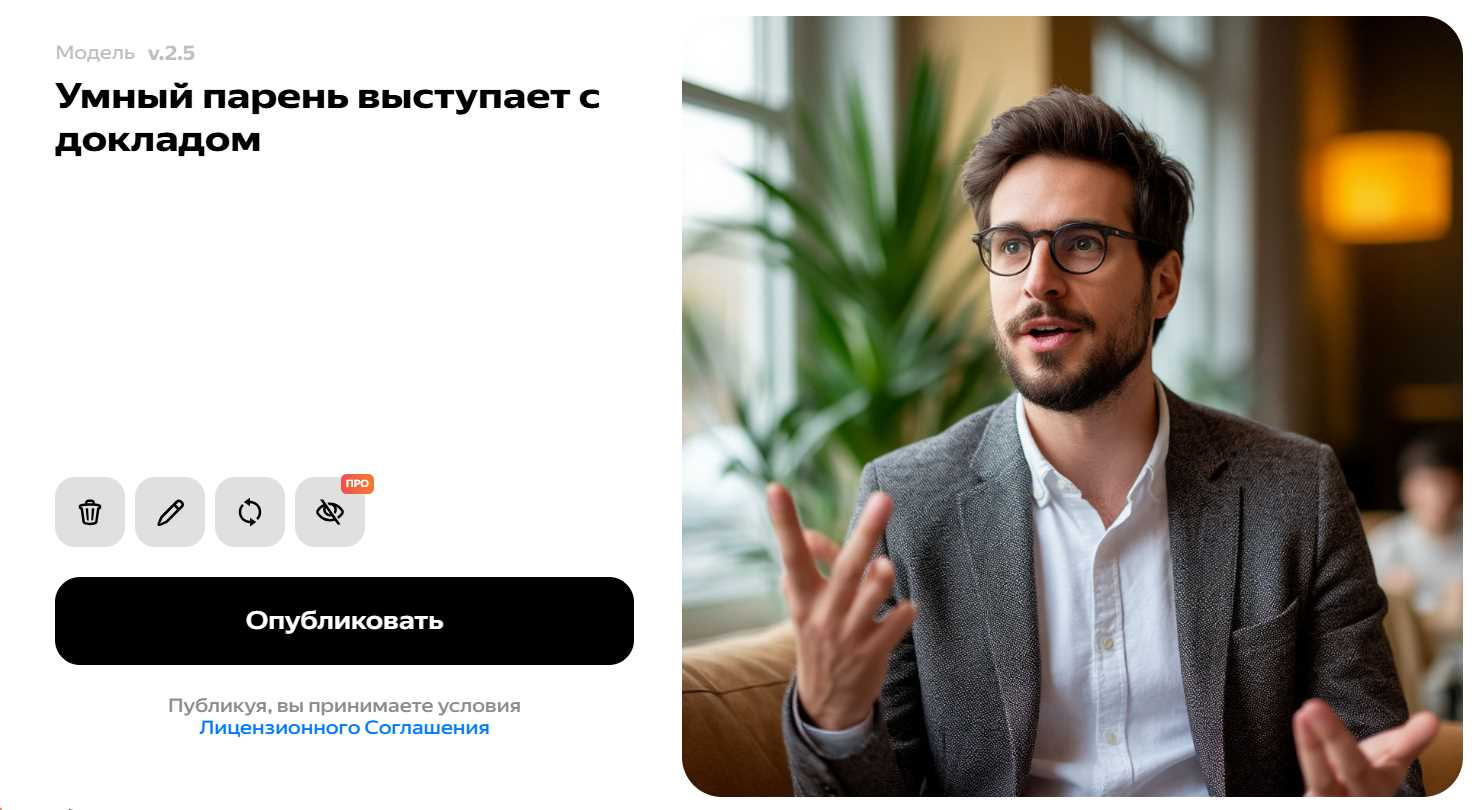 Модель v.2.5
Умный парень выступает с
докладом
ПРО
Опубликовать
Публикуя, вы принимаете условия
Лицензионного Соглашения